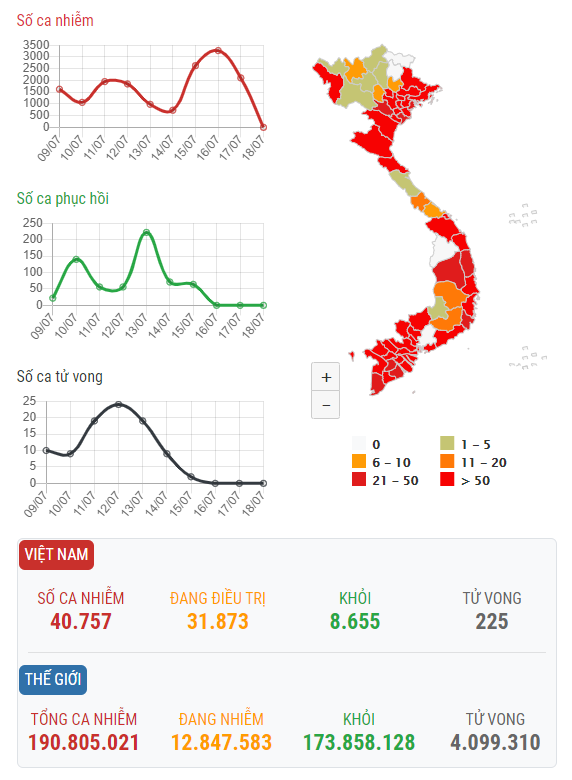 Số ca nhiễm
3500
3000
2500
2000
1500
1000
500
0
09/07 10/07 11/07 12/07 13/07 14/07 15/07 16/07 17/07 18/07
Số ca phục hồi
250
200
150
100
50
0
09/07 10/07 11/07 12/07 13/07 14/07 15/07 16/07 17/07 18/07
Số ca tử vong
25
20
15
10
5
0
09/07 10/07 11/07 12/07 13/07 14/07 15/07 16/07 17/07 18/07
+
−
0 1 – 5
6 – 10 11 – 20
21 – 50 > 50
VIỆT NAM
SỐ CA NHIỄM ĐANG ĐIỀU TRỊ KHỎI TỬ VONG
40.757 31.873 8.655 225
THẾ GIỚI
TỔNG CA NHIỄM ĐANG NHIỄM KHỎI TỬ VONG
190.805.021 12.847.583 173.858.128 4.099.310